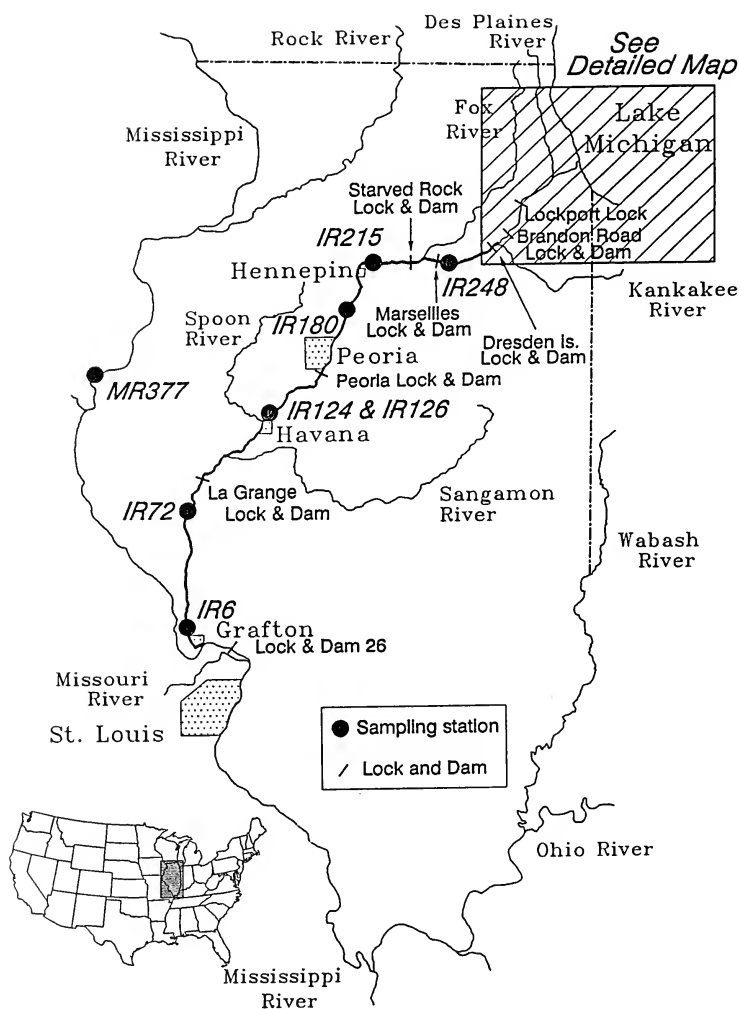 Des Plaines
River
Rock River
See
Detailed Map
Fox
River
Lake
Michigan
Mississippi
River
Starved Rock
Lock & Dam
Lockport Lock
Brandon Road
Lock & Dam
IR215
Hennepin
IR248
Kankakee
River
Marseilles
Lock & Dam
Spoon
River
IR180
Dresden Is.
Lock & Dam
Peoria
Peoria Lock & Dam
MR377
IR124 & IR126
Havana
La Grange
Lock & Dam
Sangamon
River
IR72
Wabash
River
IR6
Grafton
Lock & Dam 26
Missouri
River
St. Louis
Sampling station
Lock and Dam
Ohio River
Mississippi
River